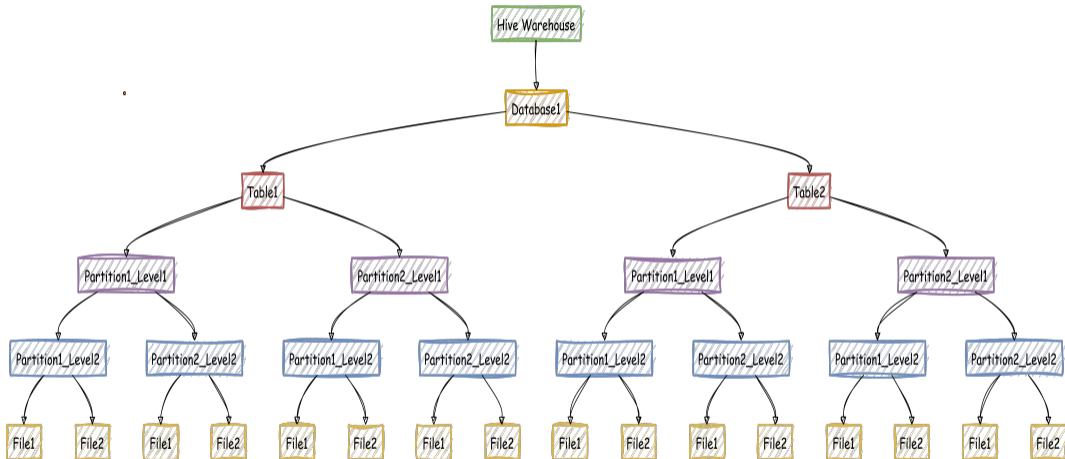 Hive Warehouse
Database1
Table1
Table2
Partition1_Level1
Partition2_Level1
Partition1_Level1
Partition2_Level1
Partition1_Level2
Partition2_Level2
Partition1_Level2
Partition2_Level2
Partition1_Level2
Partition2_Level2
Partition1_Level2
Partition2_Level2
File1
File2
File1
File2
File1
File2
File1
File2
File1
File2
File1
File2
File1
File2
File1
File2